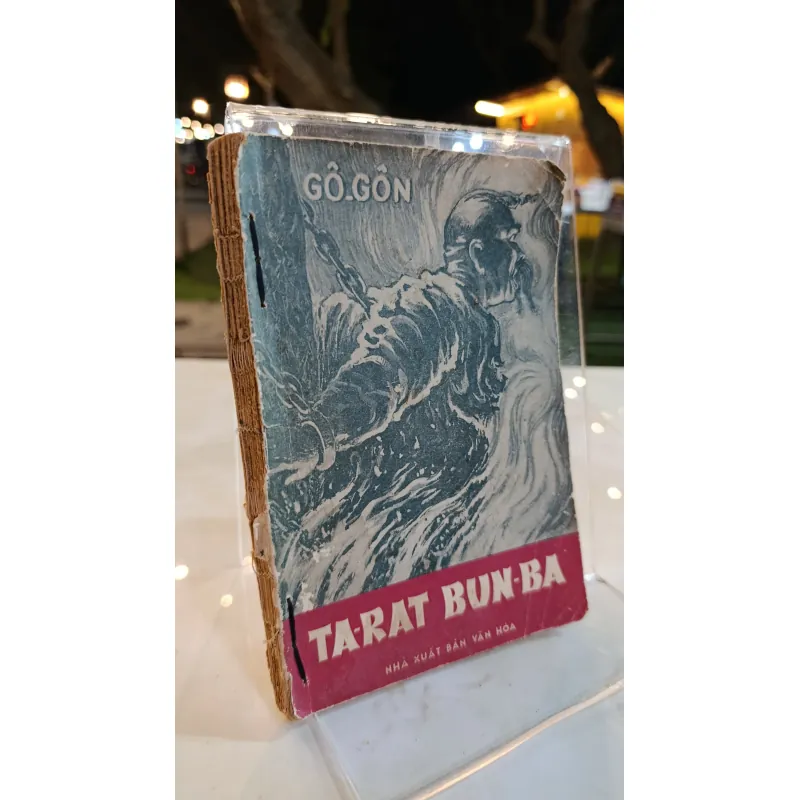 GÔ-GÔN
TA-RAT BUN-BA
NHÀ XUẤT BẢN VĂN HÓA